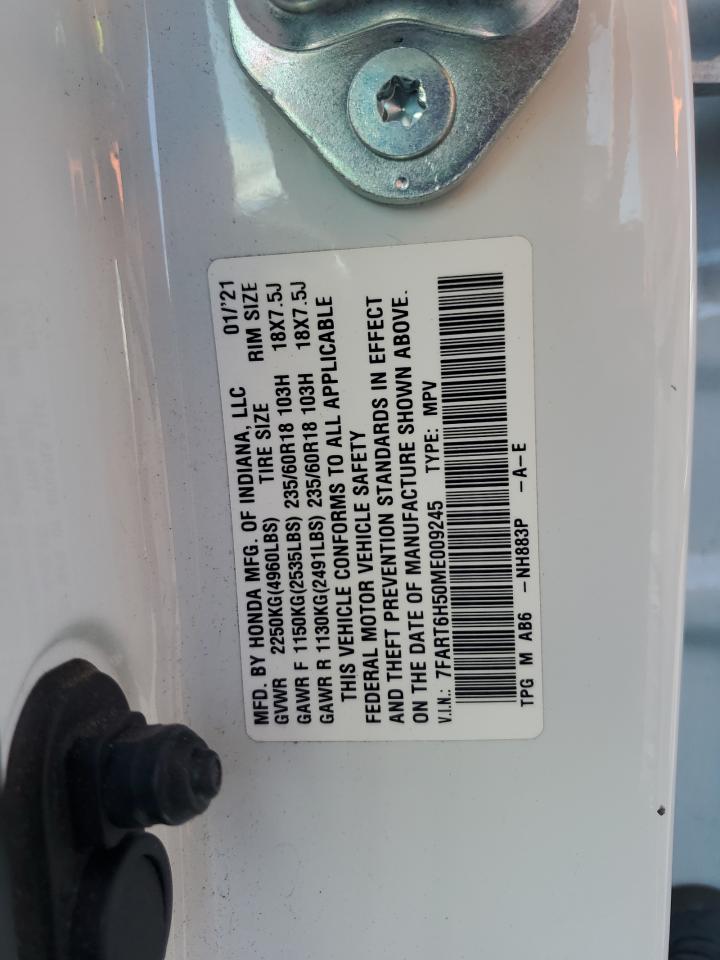 MFD. BY HONDA MFG. OF INDIANA, LLC 01/'21
GVWR 2250KG(4960LBS) TIRE SIZE RIM SIZE
GAWR F 1150KG(2535LBS) 235/60R18 103H 18X7.5J
GAWR R 1130KG(2491LBS) 235/60R18 103H 18X7.5J
THIS VEHICLE CONFORMS TO ALL APPLICABLE
FEDERAL MOTOR VEHICLE SAFETY
AND THEFT PREVENTION STANDARDS IN EFFECT
ON THE DATE OF MANUFACTURE SHOWN ABOVE.
V.I.N.: 7FART6H50ME009245 TYPE: MPV
TPG M AB6 -NH883P -A-E